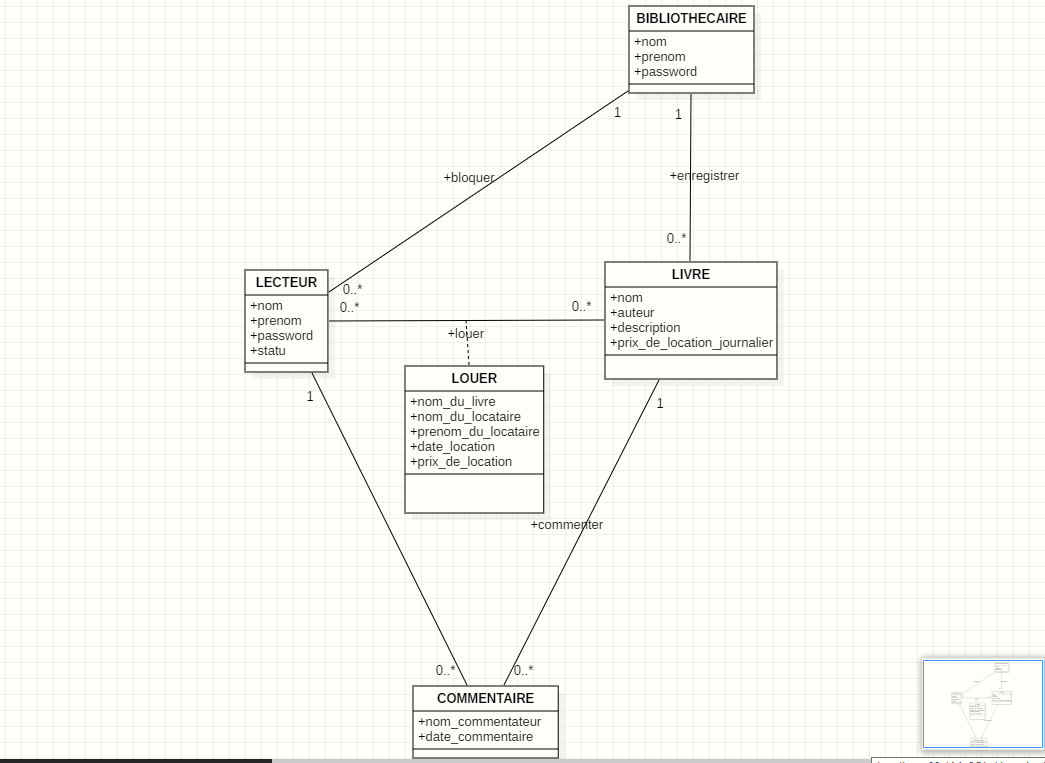 BIBLIOTHECAIRE
+nom
+prenom
+password
1
1
+bloquer
+enregistrer
0..*
LECTEUR
+nom
+prenom
+password
+statu
0..*
0..*
0..*
+louer
LIVRE
+nom
+auteur
+description
+prix_de_location_journalier
LOUER
+nom_du_livre
+nom_du_locataire
+prenom_du_locataire
+date_location
+prix_de_location
1
1
+commenter
0..*
0..*
COMMENTAIRE
+nom_commentateur
+date_commentaire